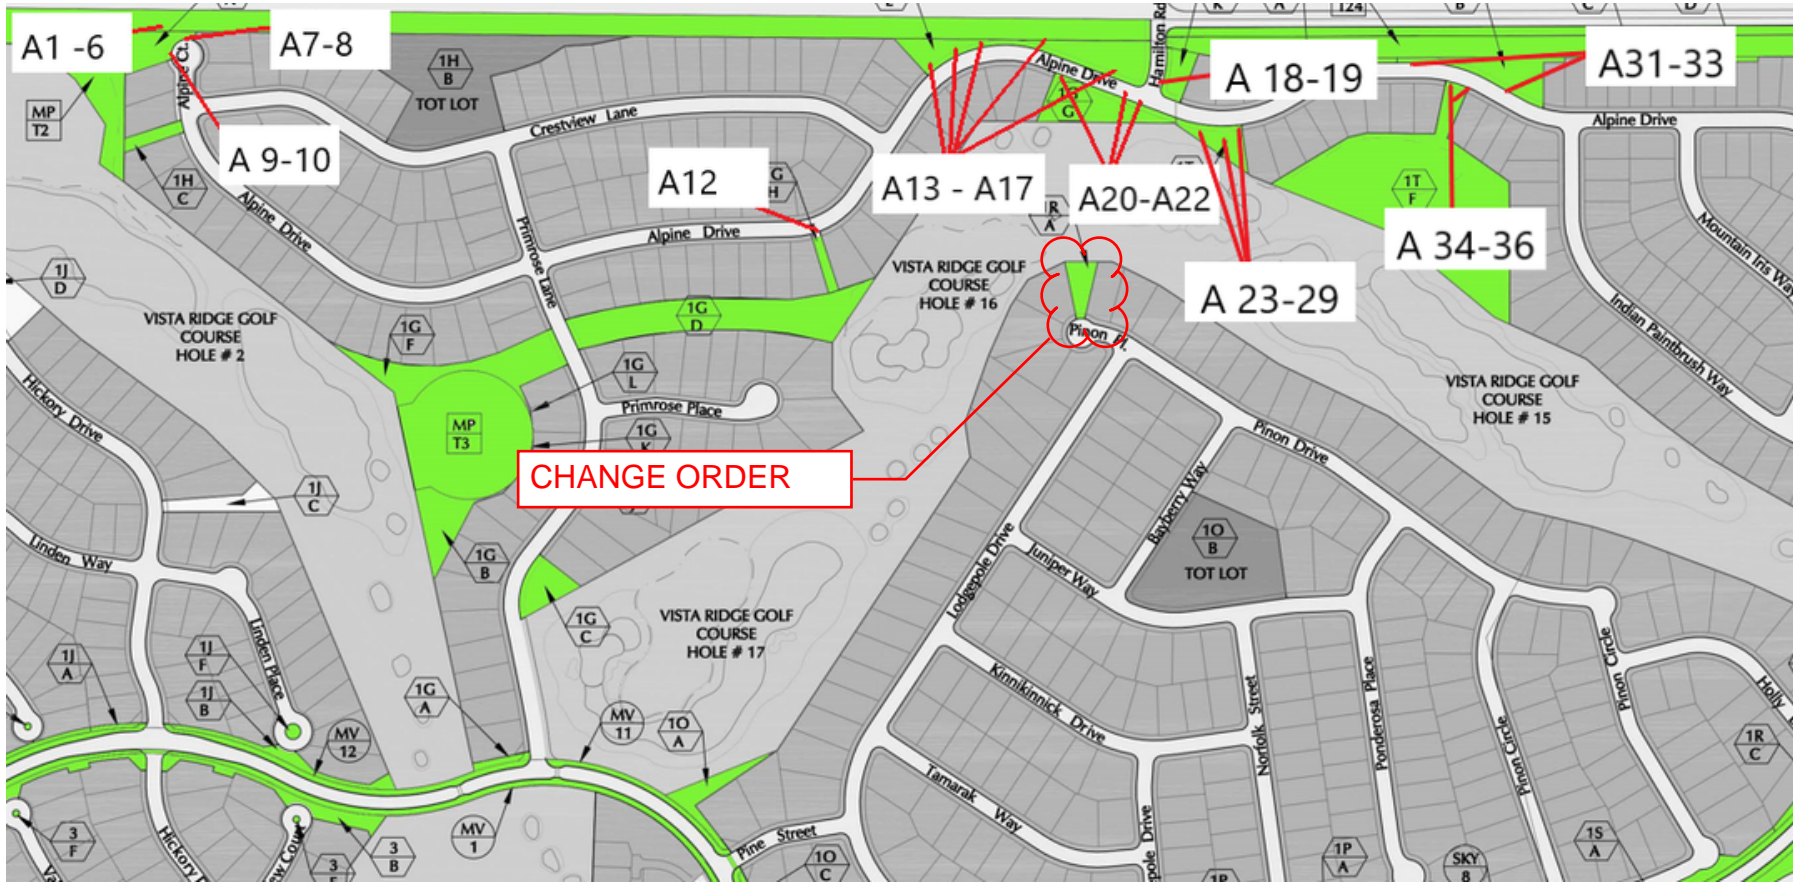 K
A
124
B
C
D
A1 -6
A7-8
Alpine Ct.
1H
B
TOT LOT
MP
T2
A 9-10
1H
C
Crestview Lane
Alpine Drive
Primrose Lane
Alpine Drive
A12
G
H
Alpine Drive
Hamilton Rd
G
A13 - A17
A20-A22
A 18-19
A31-33
Alpine Drive
1T
F
A 34-36
A 23-29
1R
A
Mountain Iris Way
Indian Paintbrush Way
1J
D
VISTA RIDGE GOLF
COURSE
HOLE # 2
1G
F
1G
D
VISTA RIDGE GOLF
COURSE
HOLE # 16
Pinon Pl.
VISTA RIDGE GOLF
COURSE
HOLE # 15
Hickory Drive
1G
L
Primrose Place
MP
T3
1G
K
CHANGE ORDER
Pinon Drive
Bayberry Way
1J
C
Linden Way
1G
B
Lodgepole Drive
Juniper Way
1O
B
TOT LOT
1G
C
VISTA RIDGE GOLF
COURSE
HOLE # 17
Linden Place
1J
A
1J
F
1J
B
MV
12
1G
A
MV
11
1O
A
Kinnikinnick Drive
Norfolk Street
Ponderosa Place
Pinon Circle
Pinon Circle
Holly
1R
C
Tamarak Way
3
F
Hickory
3
B
MV
1
Pine Street
1O
C
pole Drive
1P
A
SKY
8
1S
A